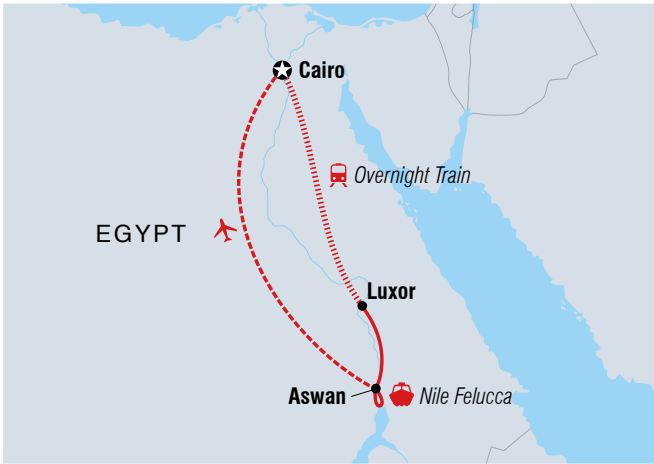 Cairo
Overnight Train
EGYPT
Luxor
Aswan
Nile Felucca